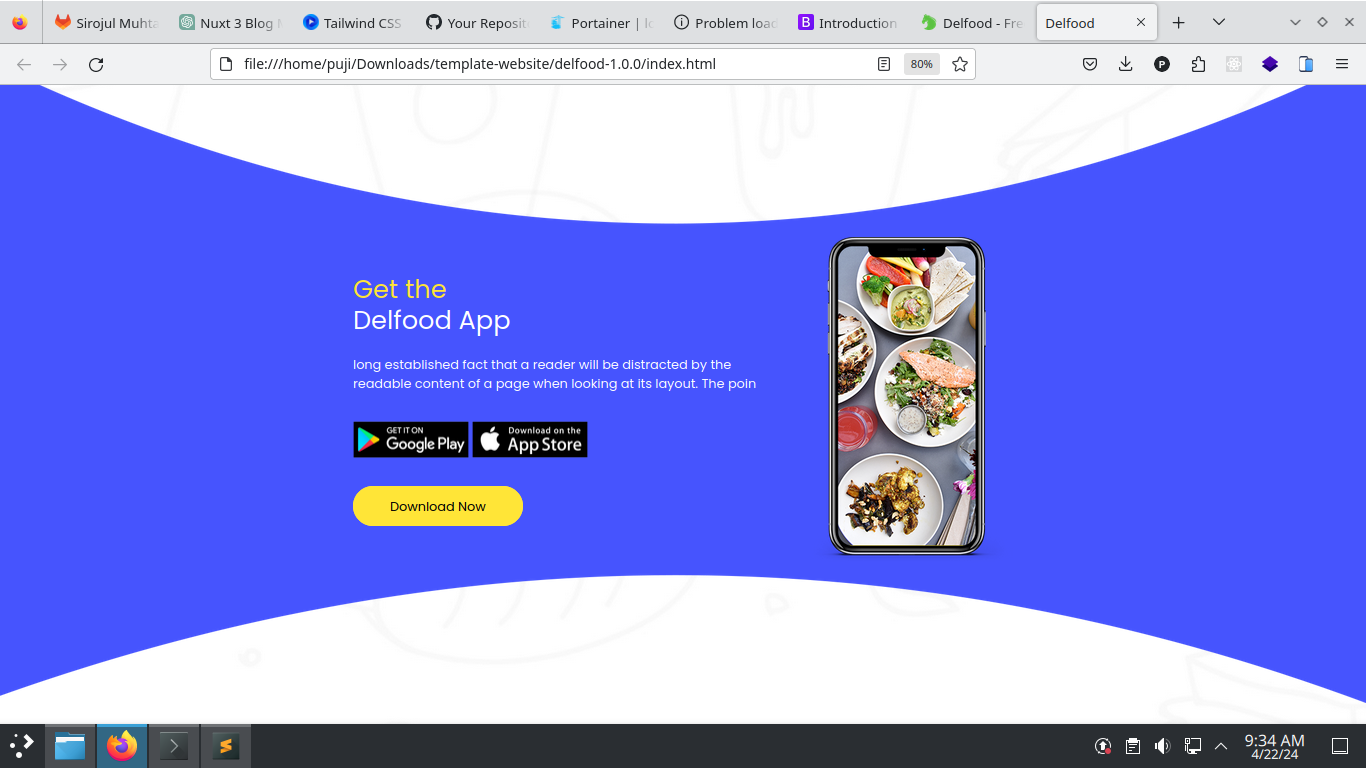 Sirojul Muhta
Nuxt 3 Blog
Tailwind CSS
Your Reposit
Portainer | l
Problem load
B Introduction
Delfood - Fre
Delfood
file:///home/puji/Downloads/template-website/delfood-1.0.0/index.html
80%
P
Get the
Delfood App
long established fact that a reader will be distracted by the
readable content of a page when looking at its layout. The poin
GET IT ON
Google Play
Download on the
App Store
Download Now
9:34 AM
4/22/24